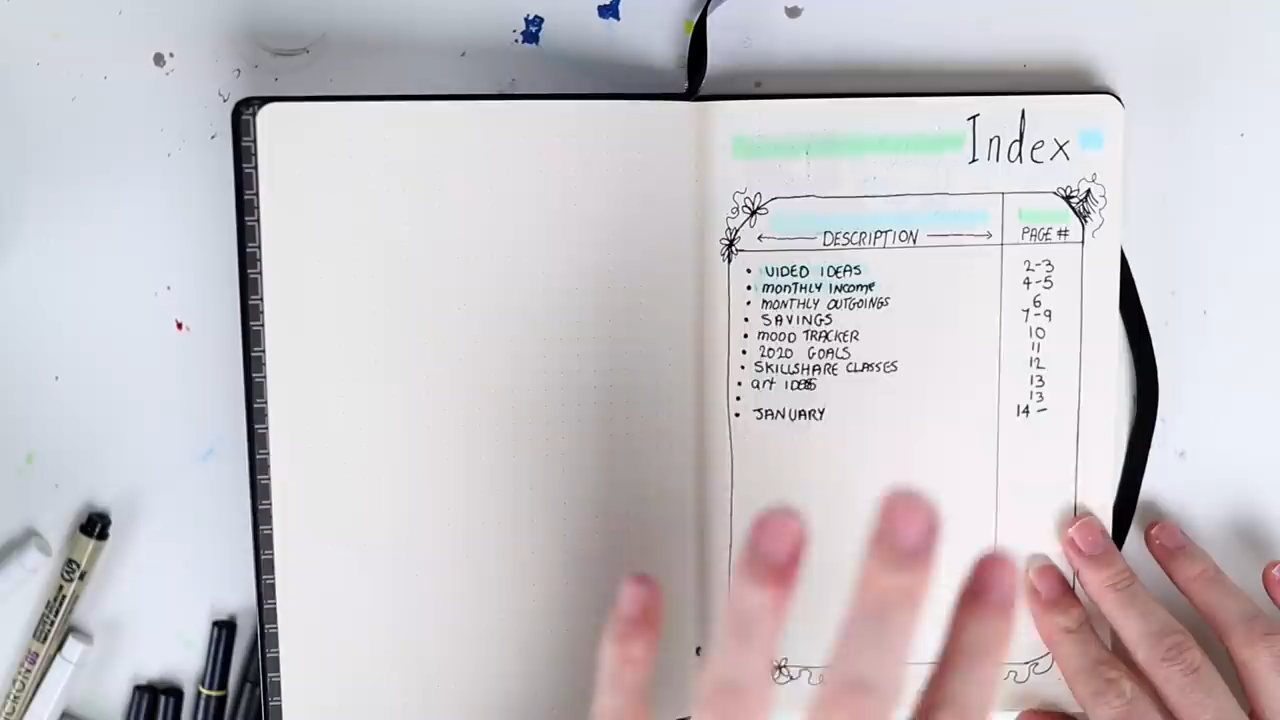 Index
DESCRIPTION PAGE #
• VIDEO IDEAS 2-3
• MONTHLY INCOME 4-5
• MONTHLY OUTGOINGS 6
• SAVINGS 7-9
• MOOD TRACKER 10
• 2020 GOALS 11
• SKILLSHARE CLASSES 12
• art IDEAS 13
• 13
• JANUARY 14 -